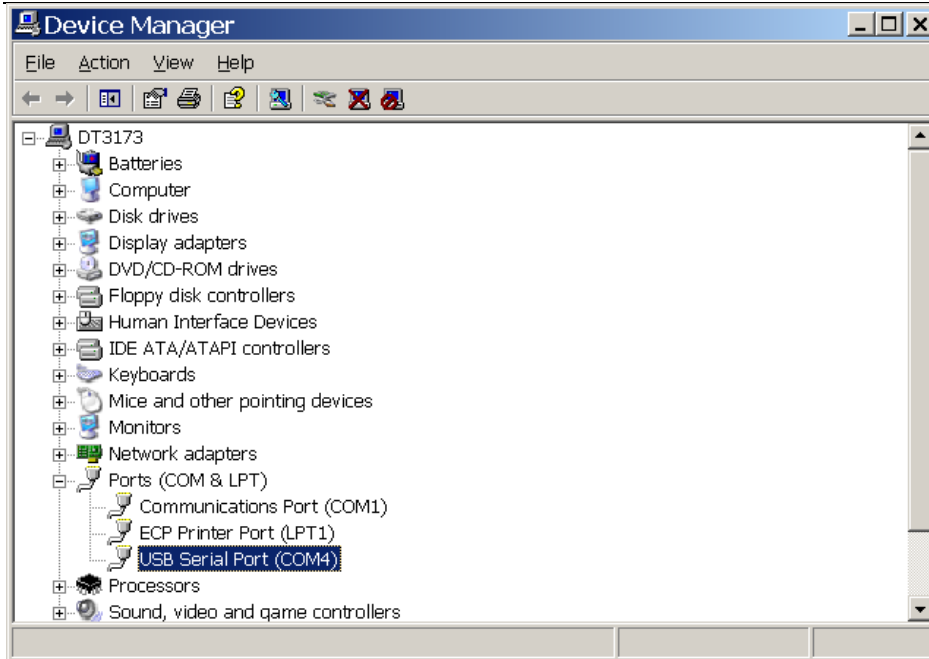 Device Manager
File Action View Help
DT3173
Batteries
Computer
Disk drives
Display adapters
DVD/CD-ROM drives
Floppy disk controllers
Human Interface Devices
IDE ATA/ATAPI controllers
Keyboards
Mice and other pointing devices
Monitors
Network adapters
Ports (COM & LPT)
Communications Port (COM1)
ECP Printer Port (LPT1)
USB Serial Port (COM4)
Processors
Sound, video and game controllers